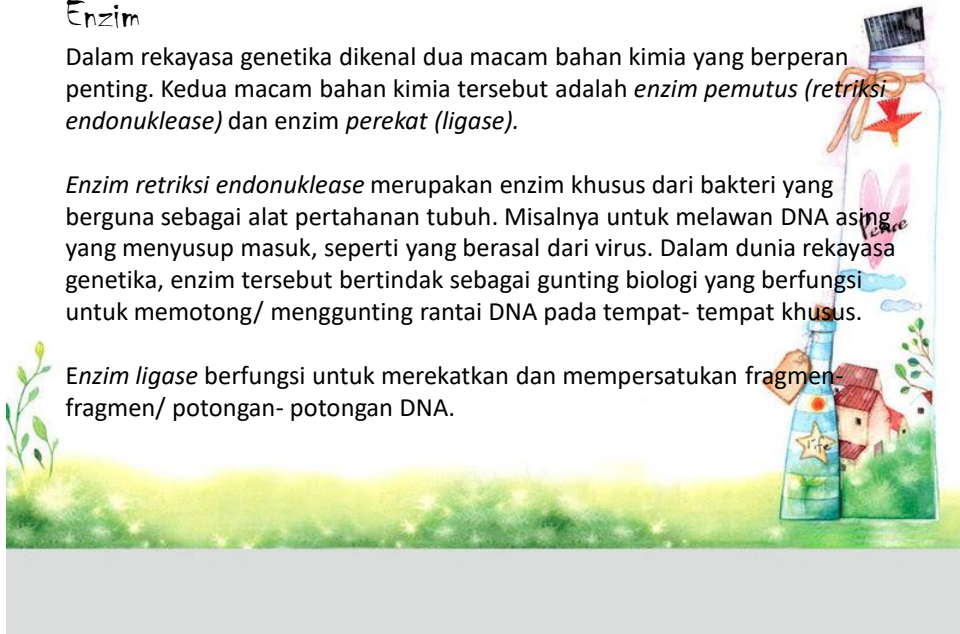 Enzim
Dalam rekayasa genetika dikenal dua macam bahan kimia yang berperan
penting. Kedua macam bahan kimia tersebut adalah enzim pemutus (retriksi
endonuklease) dan enzim perekat (ligase).
Enzim retriksi endonuklease merupakan enzim khusus dari bakteri yang
berguna sebagai alat pertahanan tubuh. Misalnya untuk melawan DNA asing
yang menyusup masuk, seperti yang berasal dari virus. Dalam dunia rekayasa
genetika, enzim tersebut bertindak sebagai gunting biologi yang berfungsi
untuk memotong/ menggunting rantai DNA pada tempat- tempat khusus.
Enzim ligase berfungsi untuk merekatkan dan mempersatukan fragmen-
fragmen/ potongan- potongan DNA.
Peace
life